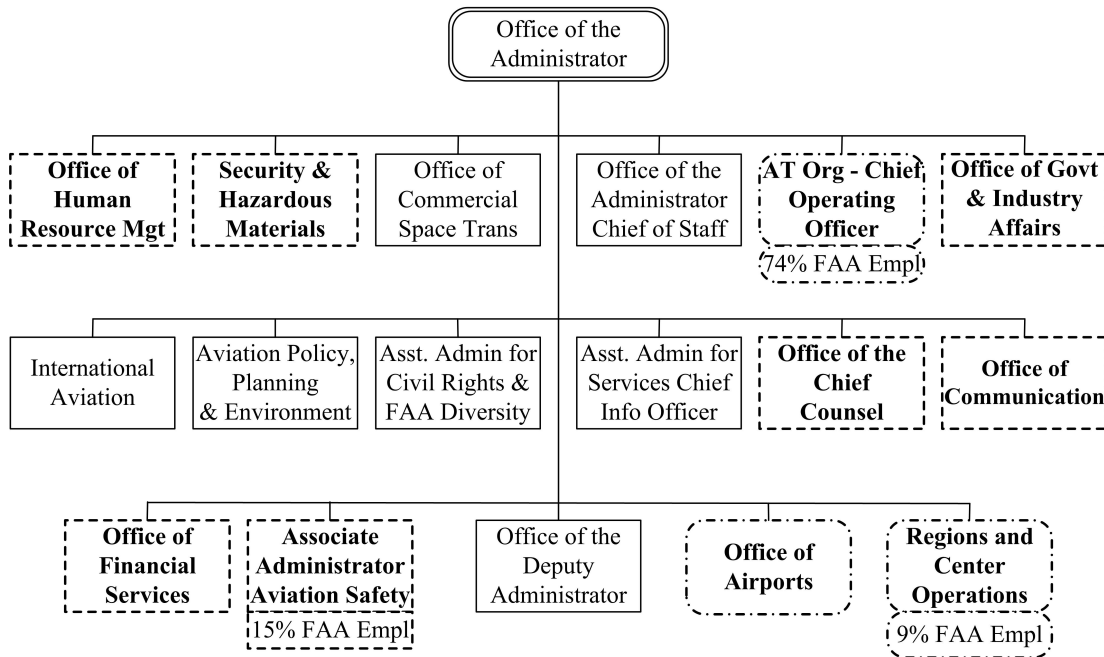 Office of the
Administrator
Office of
Human
Resource Mgt
Security &
Hazardous
Materials
Office of
Commercial
Space Trans
Office of the
Administrator
Chief of Staff
AT Org - Chief
Operating
Officer
74% FAA Empl
Office of Govt
& Industry
Affairs
International
Aviation
Aviation Policy,
Planning
& Environment
Asst. Admin for
Civil Rights &
FAA Diversity
Asst. Admin for
Services Chief
Info Officer
Office of the
Chief
Counsel
Office of
Communication
Office of
Financial
Services
Associate
Administrator
Aviation Safety
15% FAA Empl
Office of the
Deputy
Administrator
Office of
Airports
Regions and
Center
Operations
9% FAA Empl